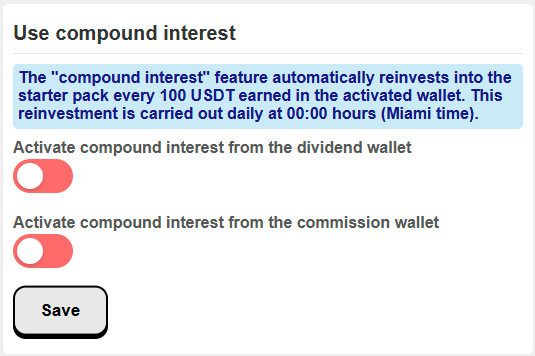 Use compound interest
The "compound interest" feature automatically reinvests into the
starter pack every 100 USDT earned in the activated wallet. This
reinvestment is carried out daily at 00:00 hours (Miami time).
Activate compound interest from the dividend wallet
Activate compound interest from the commission wallet
Save